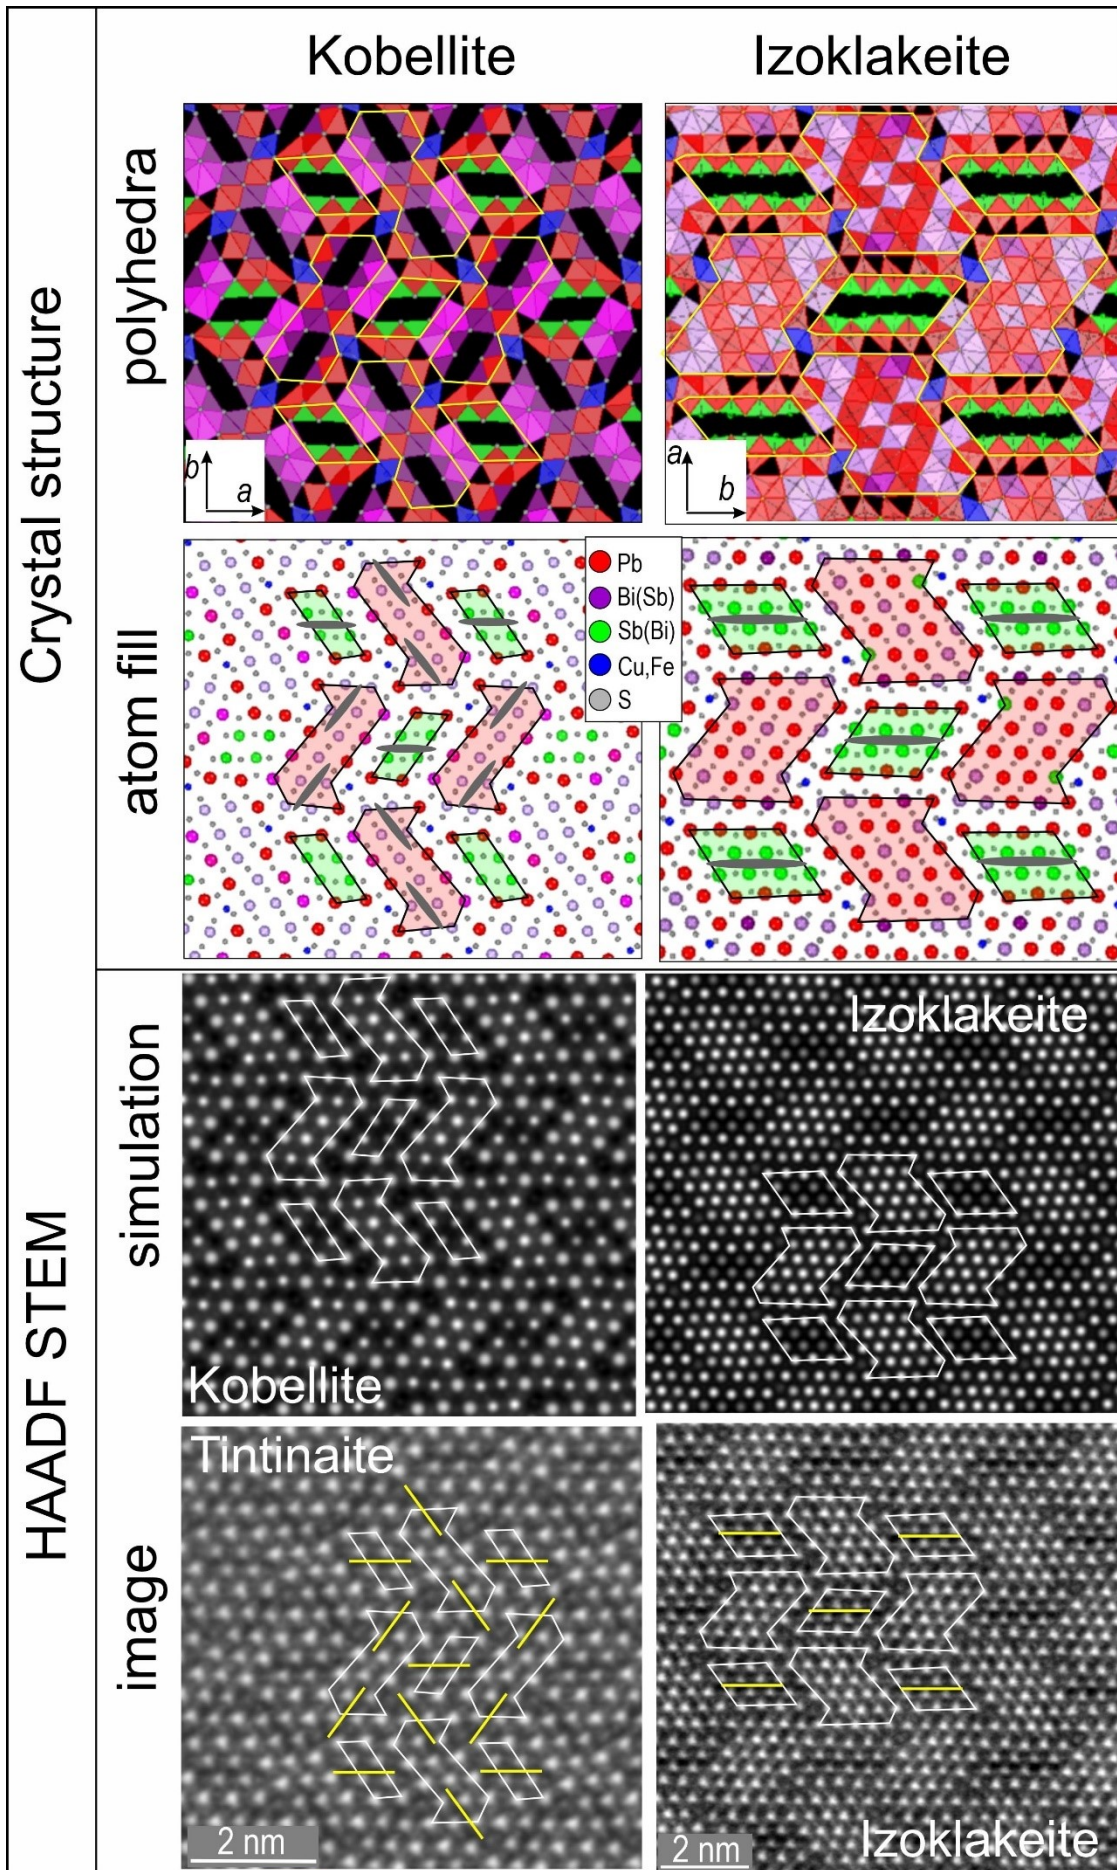 Kobellite
Izoklakeite
Crystal structure
polyhedra
b
a
a
b
atom fill
Pb
Bi(Sb)
Sb(Bi)
Cu,Fe
S
HAADF STEM
simulation
Kobellite
Izoklakeite
image
Tintinaite
2 nm
2 nm
Izoklakeite